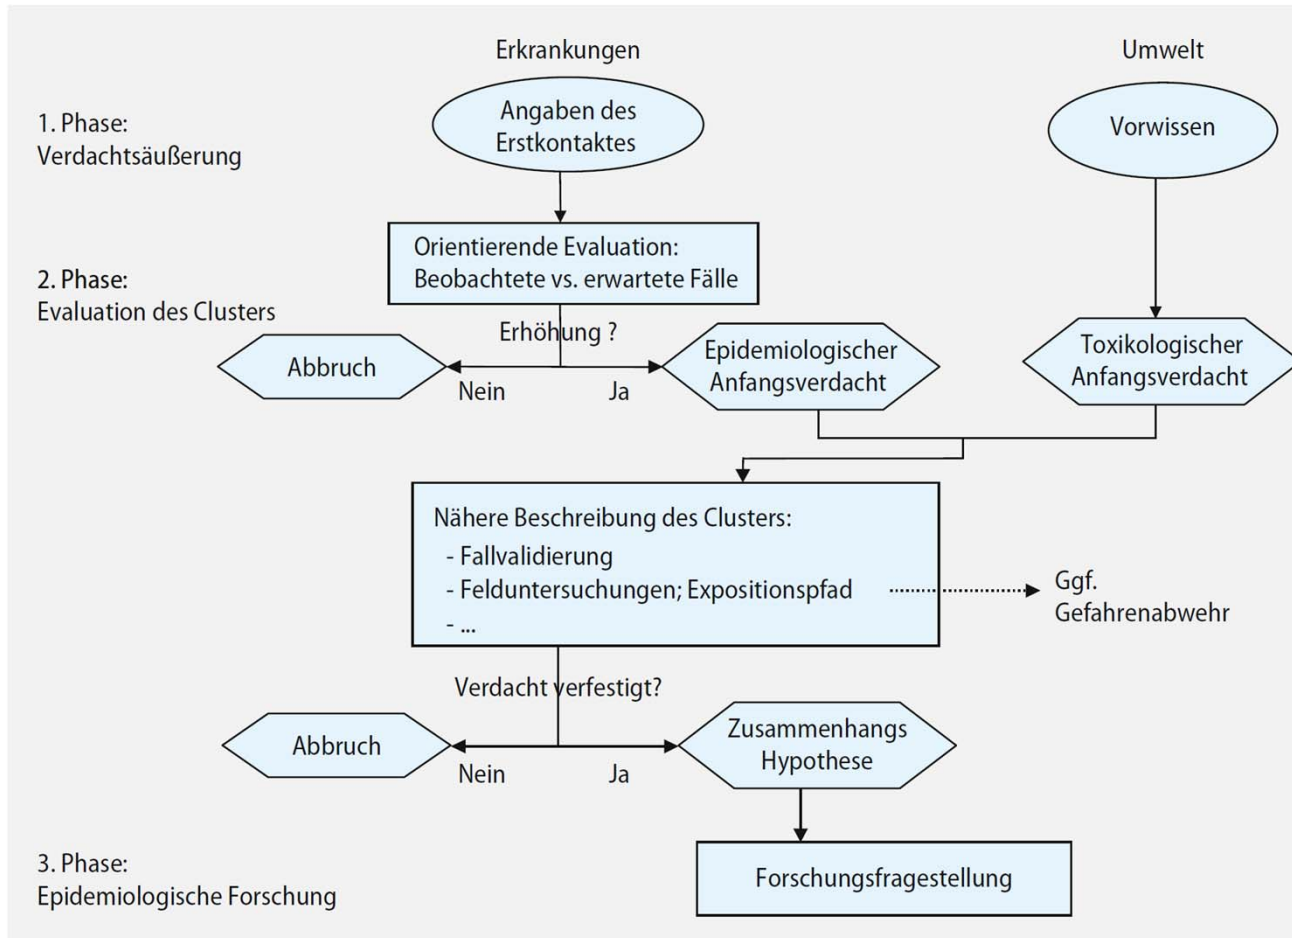 Erkrankungen
Umwelt
1. Phase:
Verdachtsäußerung
Angaben des
Erstkontaktes
Vorwissen
Orientierende Evaluation:
Beobachtete vs. erwartete Fälle
2. Phase:
Evaluation des Clusters
Erhöhung ?
Abbruch
Nein
Ja
Epidemiologischer
Anfangsverdacht
Toxikologischer
Anfangsverdacht
Nähere Beschreibung des Clusters:
- Fallvalidierung
- Felduntersuchungen; Expositionspfad
- ...
Ggf.
Gefahrenabwehr
Verdacht verfestigt?
Abbruch
Nein
Ja
Zusammenhangs
Hypothese
3. Phase:
Epidemiologische Forschung
Forschungsfragestellung